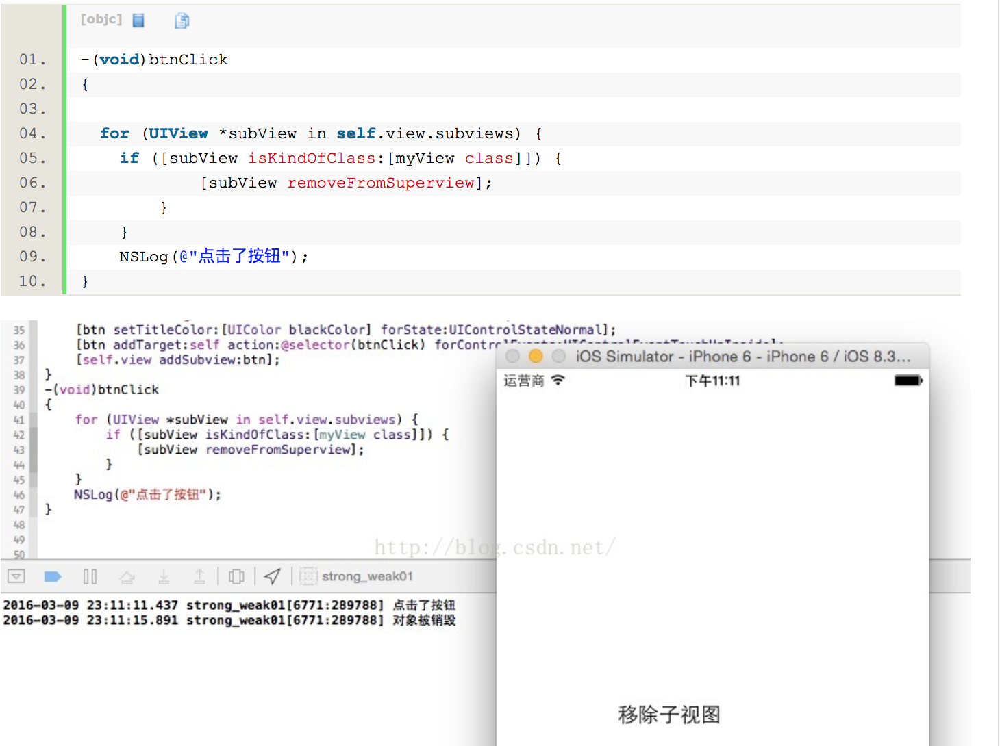 [objc]
01. -(void)btnClick
02. {
03.
04. for (UIView *subView in self.view.subviews) {
05. if ([subView isKindOfClass:[myView class]]) {
06. [subView removeFromSuperview];
07. }
08. }
09. NSLog(@"点击了按钮");
10. }
35 [btn setTitleColor:[UIColor blackColor] forState:UIControlStateNormal];
36 [btn addTarget:self action:@selector(btnClick) forControlEvents:UIControlEventTouchUpInside];
37 [self.view addSubview:btn];
38 }
39 -(void)btnClick
40 {
41 for (UIView *subView in self.view.subviews) {
42 if ([subView isKindOfClass:[myView class]]) {
43 [subView removeFromSuperview];
44 }
45 }
46 NSLog(@"点击了按钮");
47 }
48
49
50
iOS Simulator - iPhone 6 - iPhone 6 / iOS 8.3...
运营商 下午11:11
http://blog.csdn.net/
strong_weak01
2016-03-09 23:11:11.437 strong_weak01[6771:289788] 点击了按钮
2016-03-09 23:11:15.891 strong_weak01[6771:289788] 对象被销毁
移除子视图